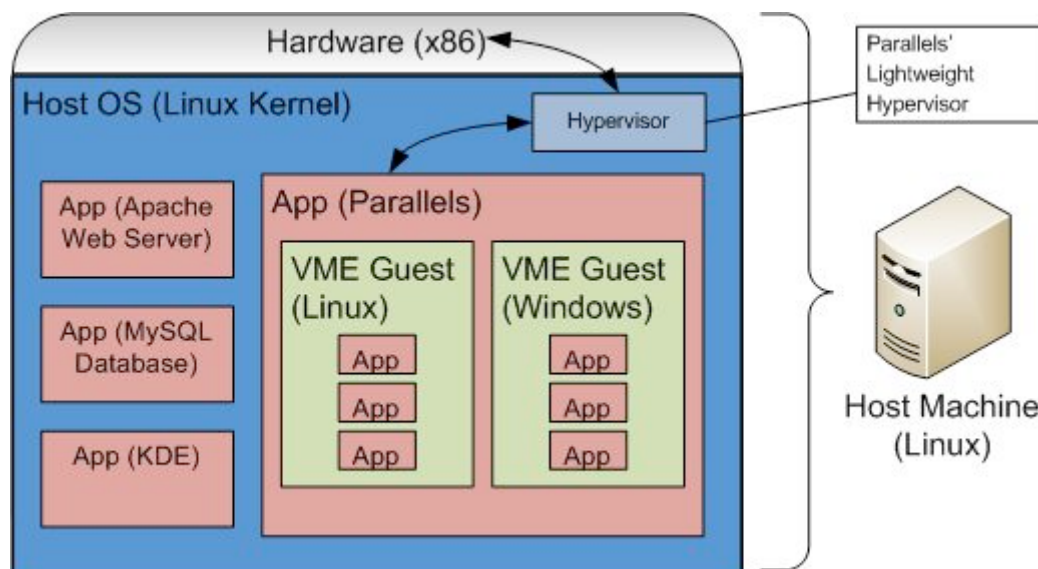 Hardware (x86)
Host OS (Linux Kernel)
Hypervisor
Parallels'
Lightweight
Hypervisor
App (Apache
Web Server)
App (MySQL
Database)
App (KDE)
App (Parallels)
VME Guest
(Linux)
App
App
App
VME Guest
(Windows)
App
App
App
Host Machine
(Linux)